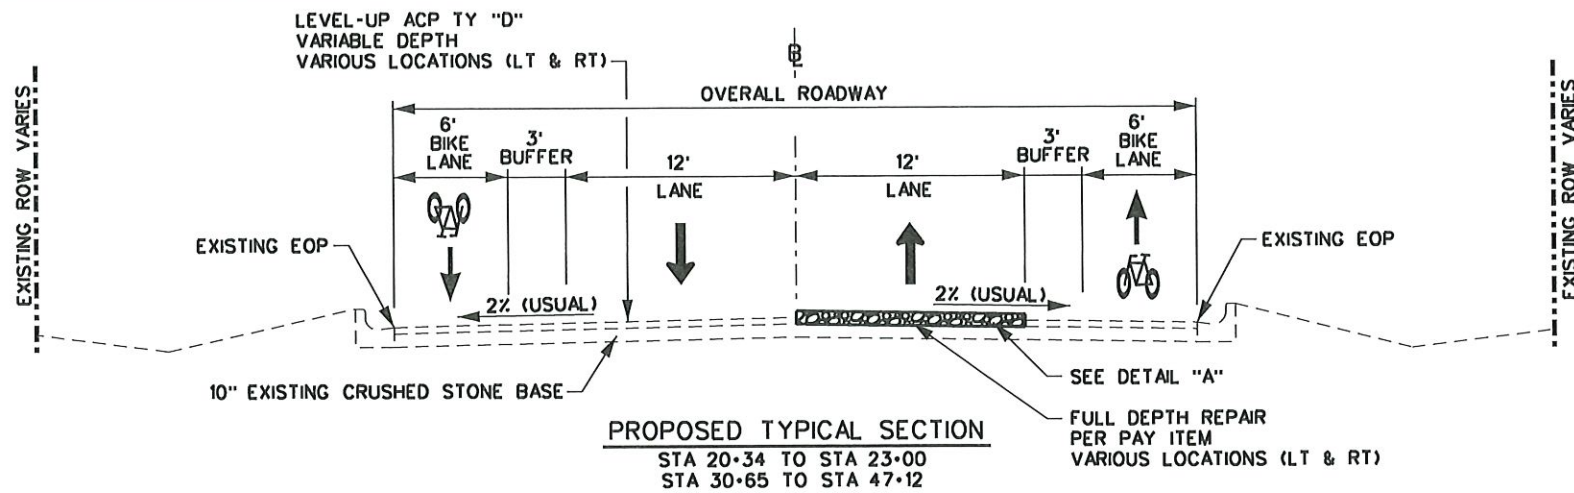 LEVEL-UP ACP TY "D"
VARIABLE DEPTH
VARIOUS LOCATIONS (LT & RT)
EXISTING ROW VARIES
OVERALL ROADWAY
6'
BIKE
LANE
3'
BUFFER
12'
LANE
12'
LANE
3'
BUFFER
6'
BIKE
LANE
EXISTING ROW VARIES
EXISTING EOP
EXISTING EOP
2% (USUAL)
2% (USUAL)
10" EXISTING CRUSHED STONE BASE
SEE DETAIL "A"
FULL DEPTH REPAIR
PER PAY ITEM
VARIOUS LOCATIONS (LT & RT)
PROPOSED TYPICAL SECTION
STA 20+34 TO STA 23+00
STA 30+65 TO STA 47+12